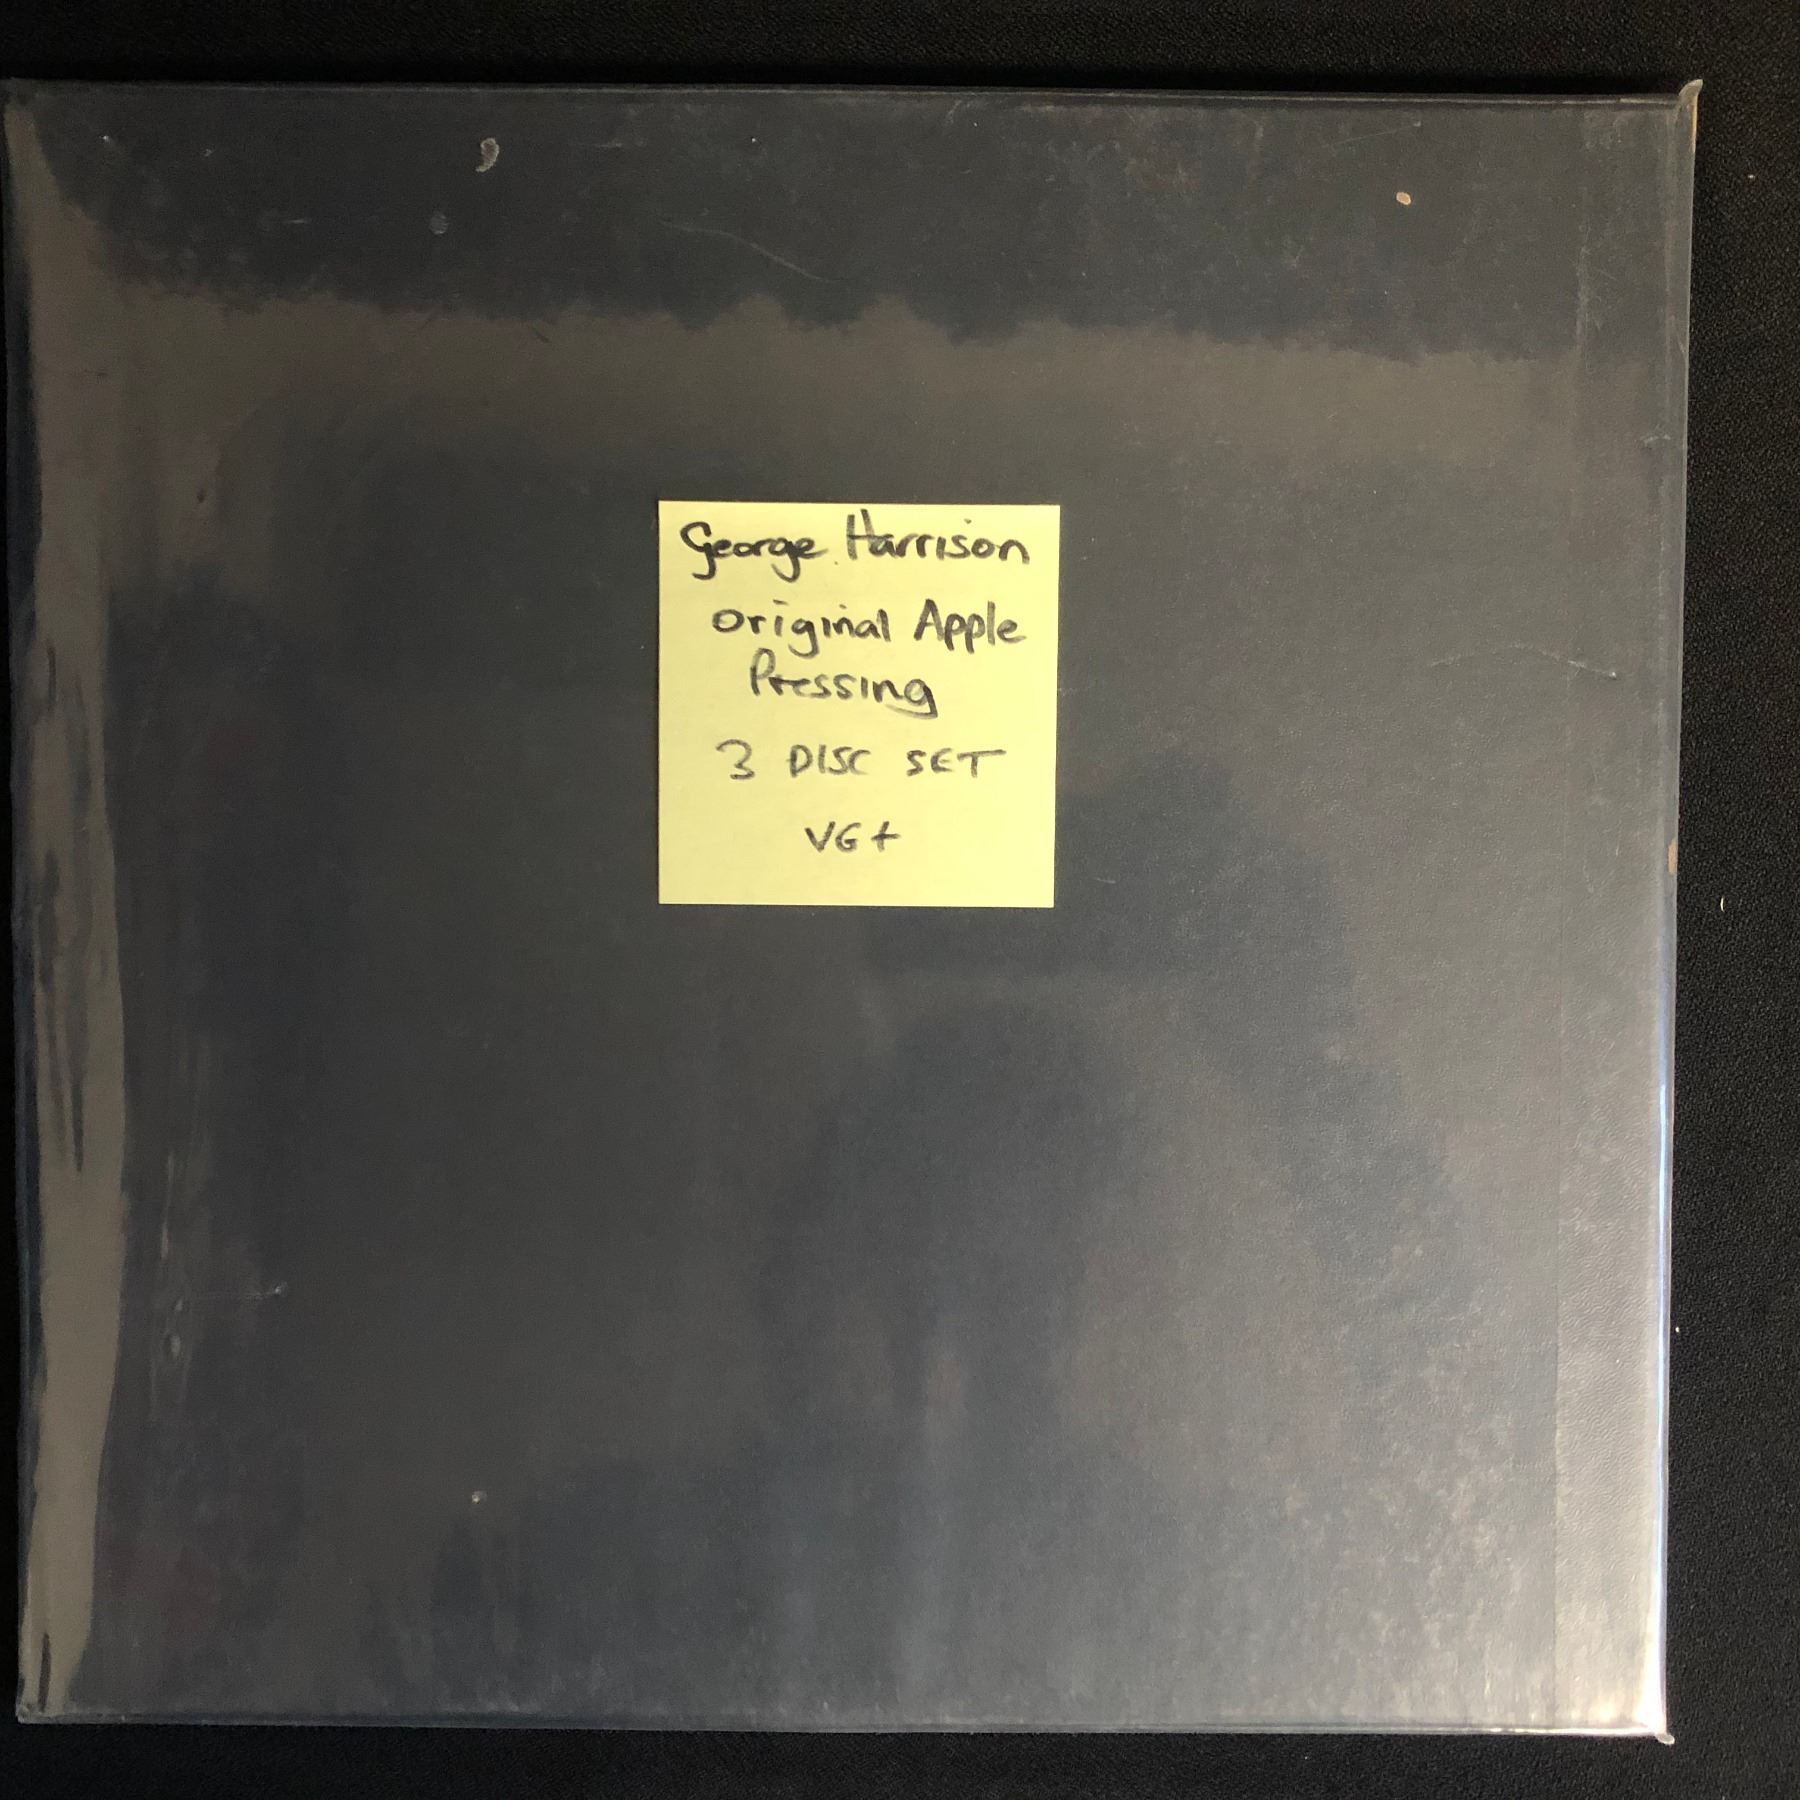 George Harrison
original Apple
Pressing
3 DISC SET
VG+